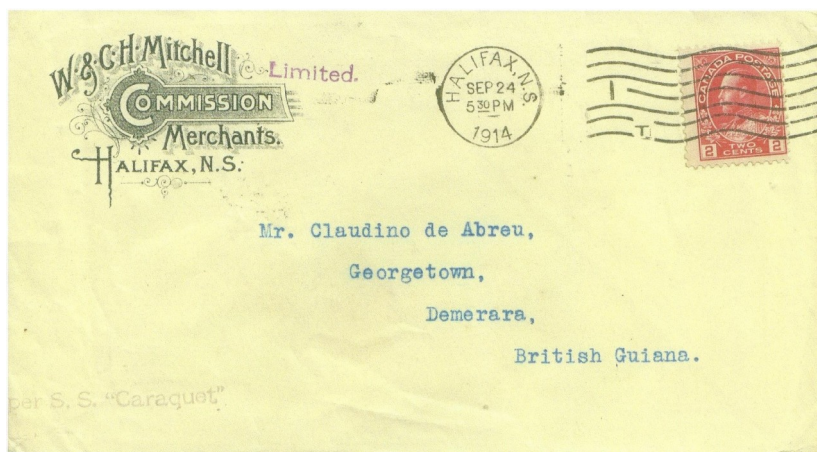 W. & C. H. Mitchell
Limited.
COMMISSION
Merchants.
HALIFAX, N.S.
HALIFAX, N.S.
SEP 24
5 30 PM
1914
I
T
CANADA POSTAGE
2 TWO CENTS 2
Mr. Claudino de Abreu,
Georgetown,
Demerara,
British Guiana.
per S. S. "Caraquet"